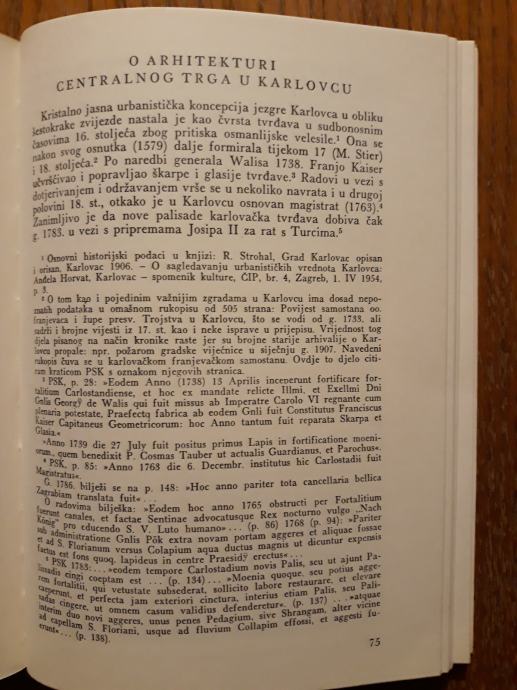 O ARHITEKTURI
CENTRALNOG TRGA U KARLOVCU
Kristalno jasna urbanistička koncepcija jezgre Karlovca u obliku
šestokrake zvijezde nastala je kao čvrsta tvrđava u sudbonosnim
časovima 16. stoljeća zbog pritiska osmanlijske velesile.¹ Ona se
nakon svog osnutka (1579) dalje formirala tijekom 17 (M. Stier)
i 18. stoljeća.² Po naredbi generala Walisa 1738. Franjo Kaiser
učvršćivao i popravljao škarpe i glasije tvrđave.³ Radovi u vezi s
dotjerivanjem i održavanjem vrše se u nekoliko navrata i u drugoj
polovini 18. st., otkako je u Karlovcu osnovan magistrat (1763).⁴
Zanimljivo je da nove palisade karlovačka tvrđava dobiva čak
g. 1783. u vezi s pripremama Josipa II za rat s Turcima.⁵
¹ Osnovni historijski podaci u knjizi: R. Strohal, Grad Karlovac opisan
i orisan, Karlovac 1906. – O sagledavanju urbanističkih vrednota Karlovca:
Anđela Horvat, Karlovac – spomenik kulture, ČIP, br. 4, Zagreb, 1. IV 1954,
p. 3.
² O tom kao i pojedinim važnijim zgradama u Karlovcu ima dosad nepo-
znatih podataka u omašnom rukopisu od 505 strana: Povijest samostana oo.
franjevaca i župe presv. Trojstva u Karlovcu, što se vodi od g. 1733, ali
sadrži i brojne vijesti iz 17. st. kao i neke isprave u prijepisu. Vrijednost tog
djela pisanog na način kronike raste jer su brojne starije arhivalije o Kar-
lovcu propale: npr. požarom gradske vijećnice u siječnju g. 1907. Navedeni
rukopis čuva se u karlovačkom franjevačkom samostanu. Ovdje to djelo citi-
ram kraticom PSK s oznakom njegovih stranica.
³ PSK, p. 28: »Eodem Anno (1738) 13 Aprilis inceperunt fortificare for-
talitium Carlostandiense, et hoc ex mandate relicte Illmi, et Exellmi Dni
Gnlis Georgÿ de Walis qui fuit missus ab Imperatre Carolo VI regnante cum
plenaria potestate, Praefectq fabrica ab eodem Gnli fuit Constitutus Franciscus
Kaiser Capitaneus Geometricorum: hoc Anno tantum fuit reparata Skarpa et
Glasia.«
»Anno 1739 die 27 July fuit positus primus Lapis in fortificatione moeni-
orum, quem benedixit P. Cosmas Tauber ut actualis Guardianus, et Parochus«.
⁴ PSK, p. 85: »Anno 1763 die 6. Decembr. institutus hic Carlostadii fuit
Magistratus«.
G. 1786. bilježi se na p. 148: »Hoc anno pariter tota cancellaria bellica
Zagrabiam translata fuit« . . .
O radovima bilješka: »Eodem hoc anno 1765 obstructi per Fortalitium
fuerunt canales, et factae Sentinae advocatusque Rex nocturno vulgo „Nach
König" pro educendo S. V. Luto humano« . . . (p. 86) 1768 (p. 94): »Pariter
sub administratione Gnlis Pök extra novam portam aggeres et aliquae fossae
et ad S. Florianum versus Colapium aqua ductus magnis ut dicuntur expensis
factus est fons quoq. lapideus in centre Praesidÿ erectus« . . .
⁵ PSK 1783: . . . »eodem tempore Carlostadium novis Palis, seu ut ajunt Pa-
lissadis cingi coeptam est . . . (p. 134) . . . »Moenia quoque, seu potius agge-
rem fortalitii, qui vetustate subsederat, sollicito labore restaurare, et elevare
caeperunt, et perfecta jam exteriori cinctura, interius etiam Palis, seu Pali-
sadas cingere, ut omnem casum validius defenderetur«. (p. 137) . . . »atque
interim duo novi aggeres, unus penes Pedagium, sive Shrangam, alter vicine
ad capellam S. Floriani, usque ad fluvium Collapim effossi, et aggesti fu-
erunt« . . . (p. 138).
75